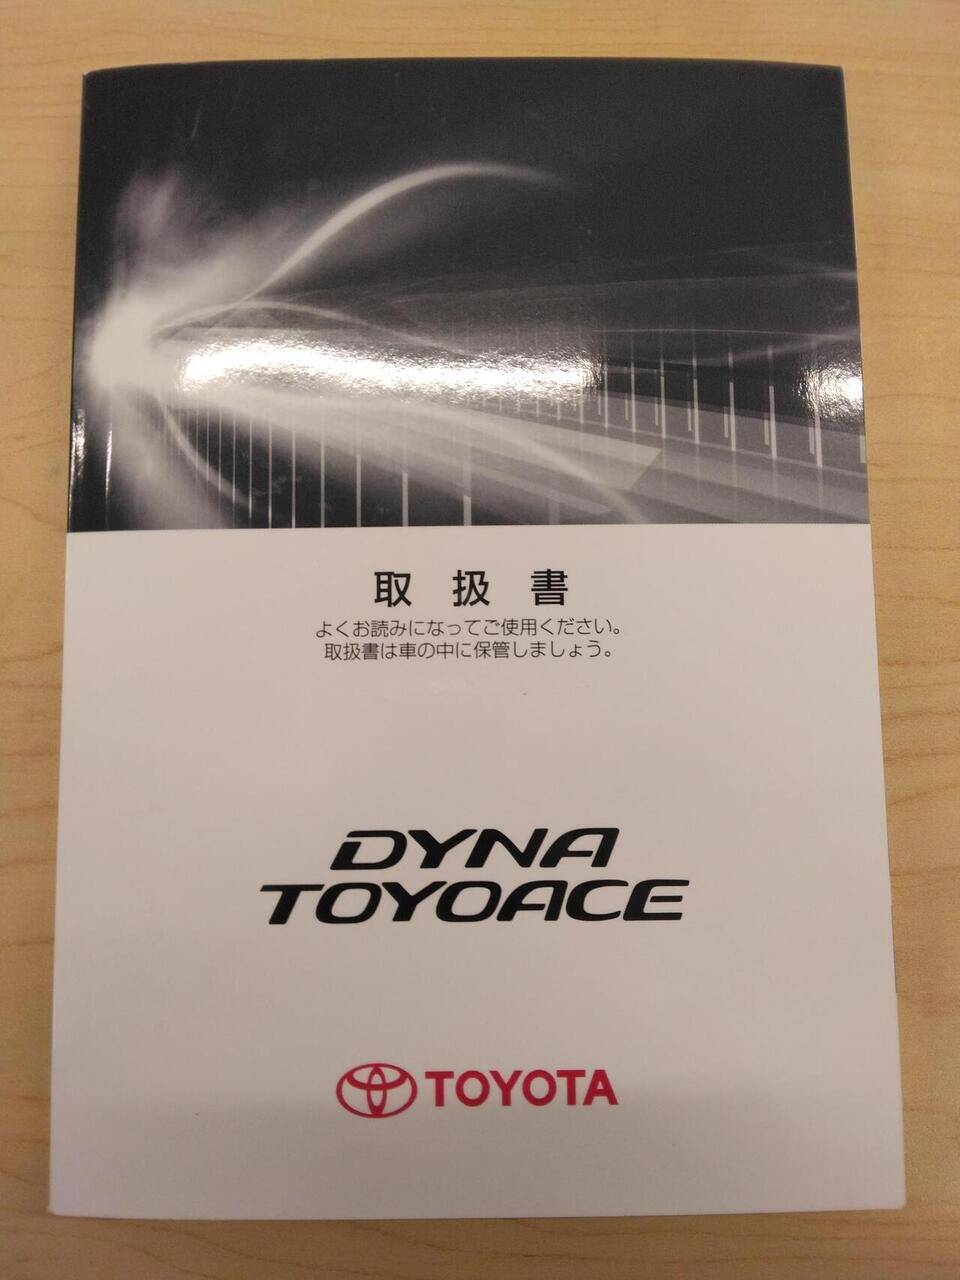 取扱書
よくお読みになってご使用ください。
取扱書は車の中に保管しましょう。
DYNA
TOYOACE
TOYOTA